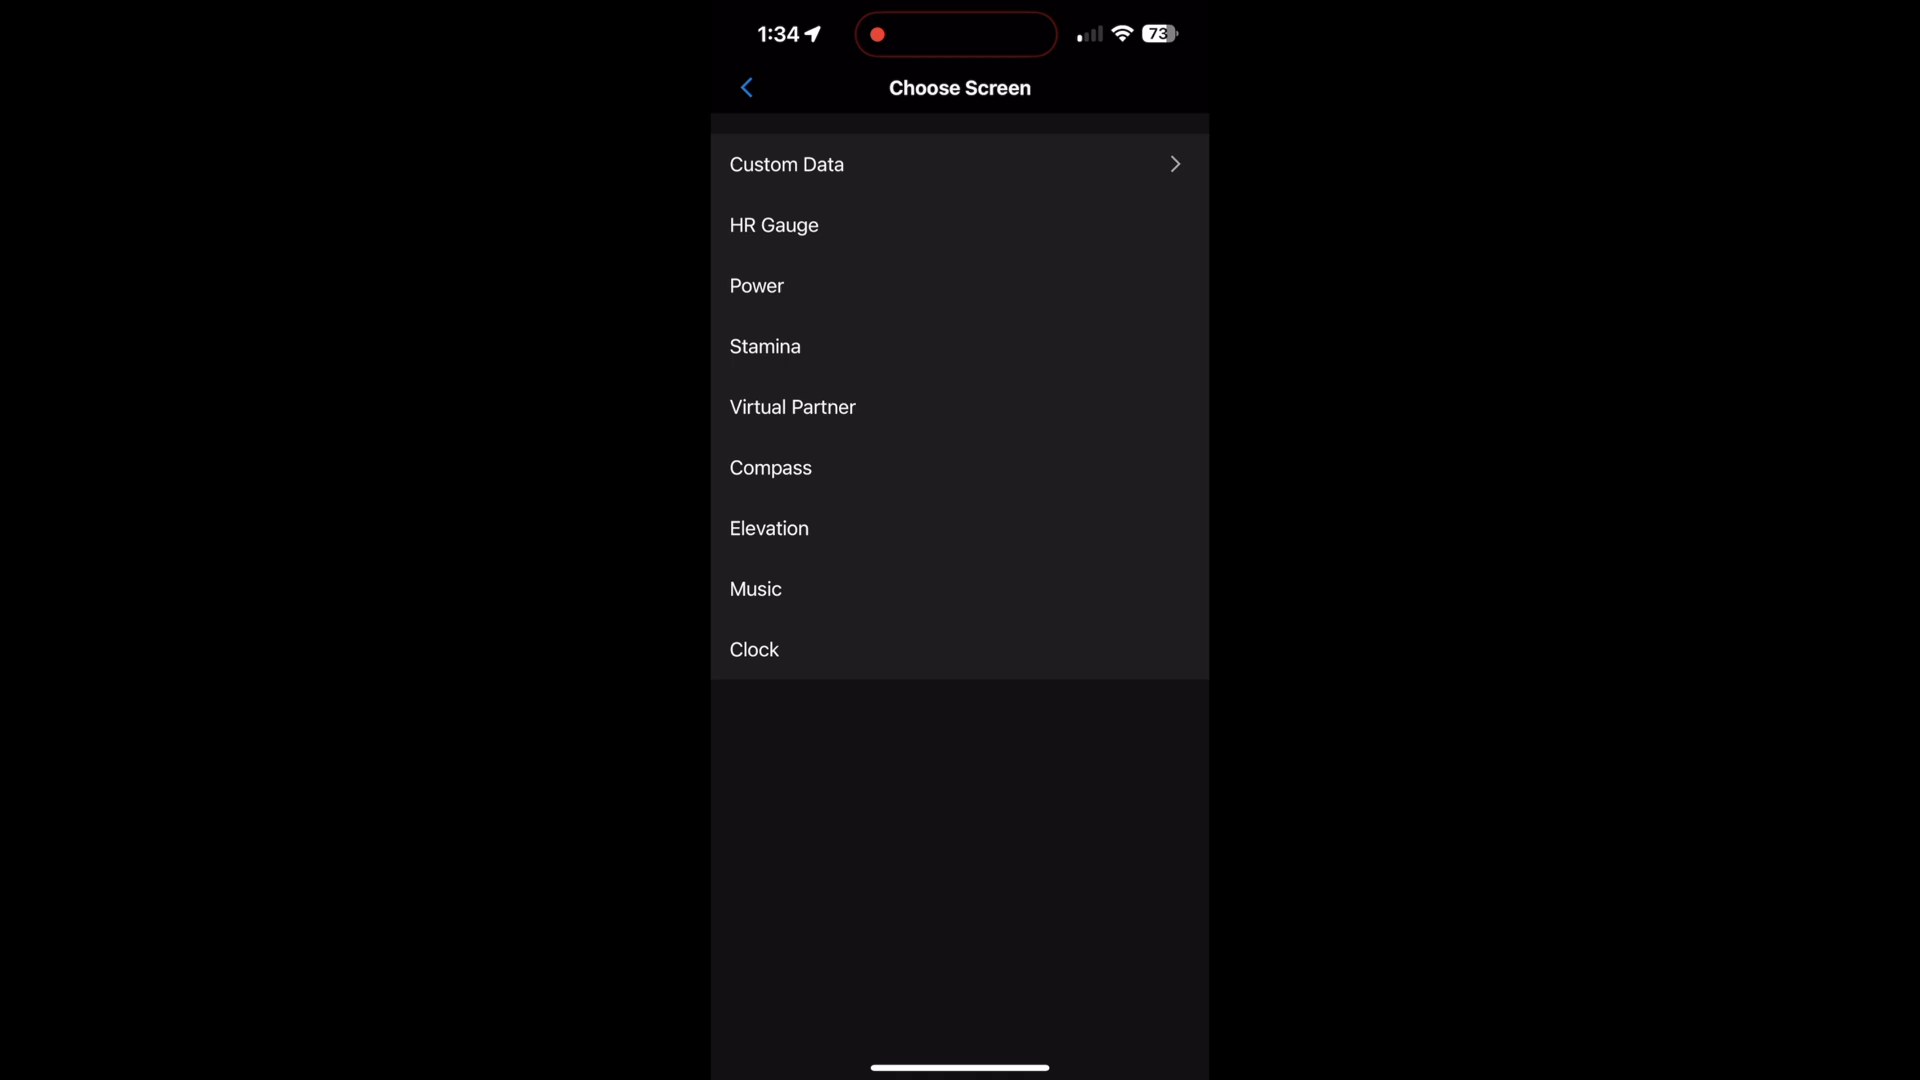 1:34
73
Choose Screen
Custom Data
HR Gauge
Power
Stamina
Virtual Partner
Compass
Elevation
Music
Clock